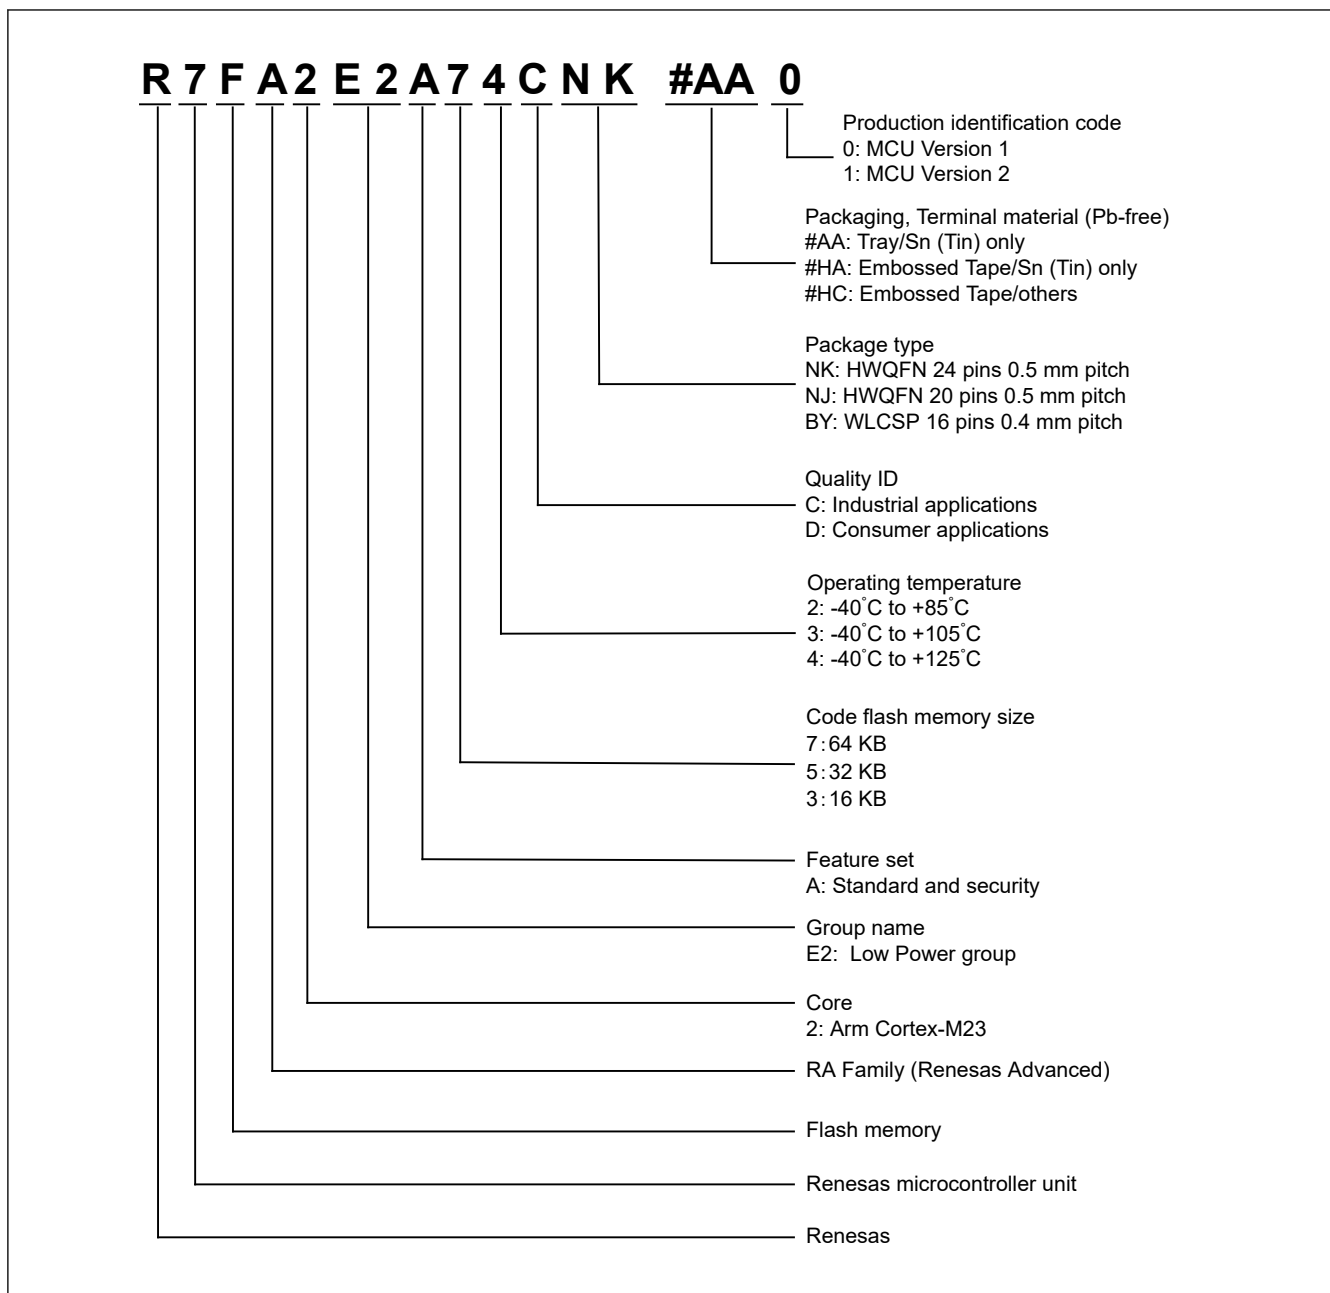 R 7 F A 2 E 2 A 7 4 C N K #AA 0
Production identification code
0: MCU Version 1
1: MCU Version 2
Packaging, Terminal material (Pb-free)
#AA: Tray/Sn (Tin) only
#HA: Embossed Tape/Sn (Tin) only
#HC: Embossed Tape/others
Package type
NK: HWQFN 24 pins 0.5 mm pitch
NJ: HWQFN 20 pins 0.5 mm pitch
BY: WLCSP 16 pins 0.4 mm pitch
Quality ID
C: Industrial applications
D: Consumer applications
Operating temperature
2: -40°C to +85°C
3: -40°C to +105°C
4: -40°C to +125°C
Code flash memory size
7:64 KB
5:32 KB
3:16 KB
Feature set
A: Standard and security
Group name
E2:  Low Power group
Core
2: Arm Cortex-M23
RA Family (Renesas Advanced)
Flash memory
Renesas microcontroller unit
Renesas